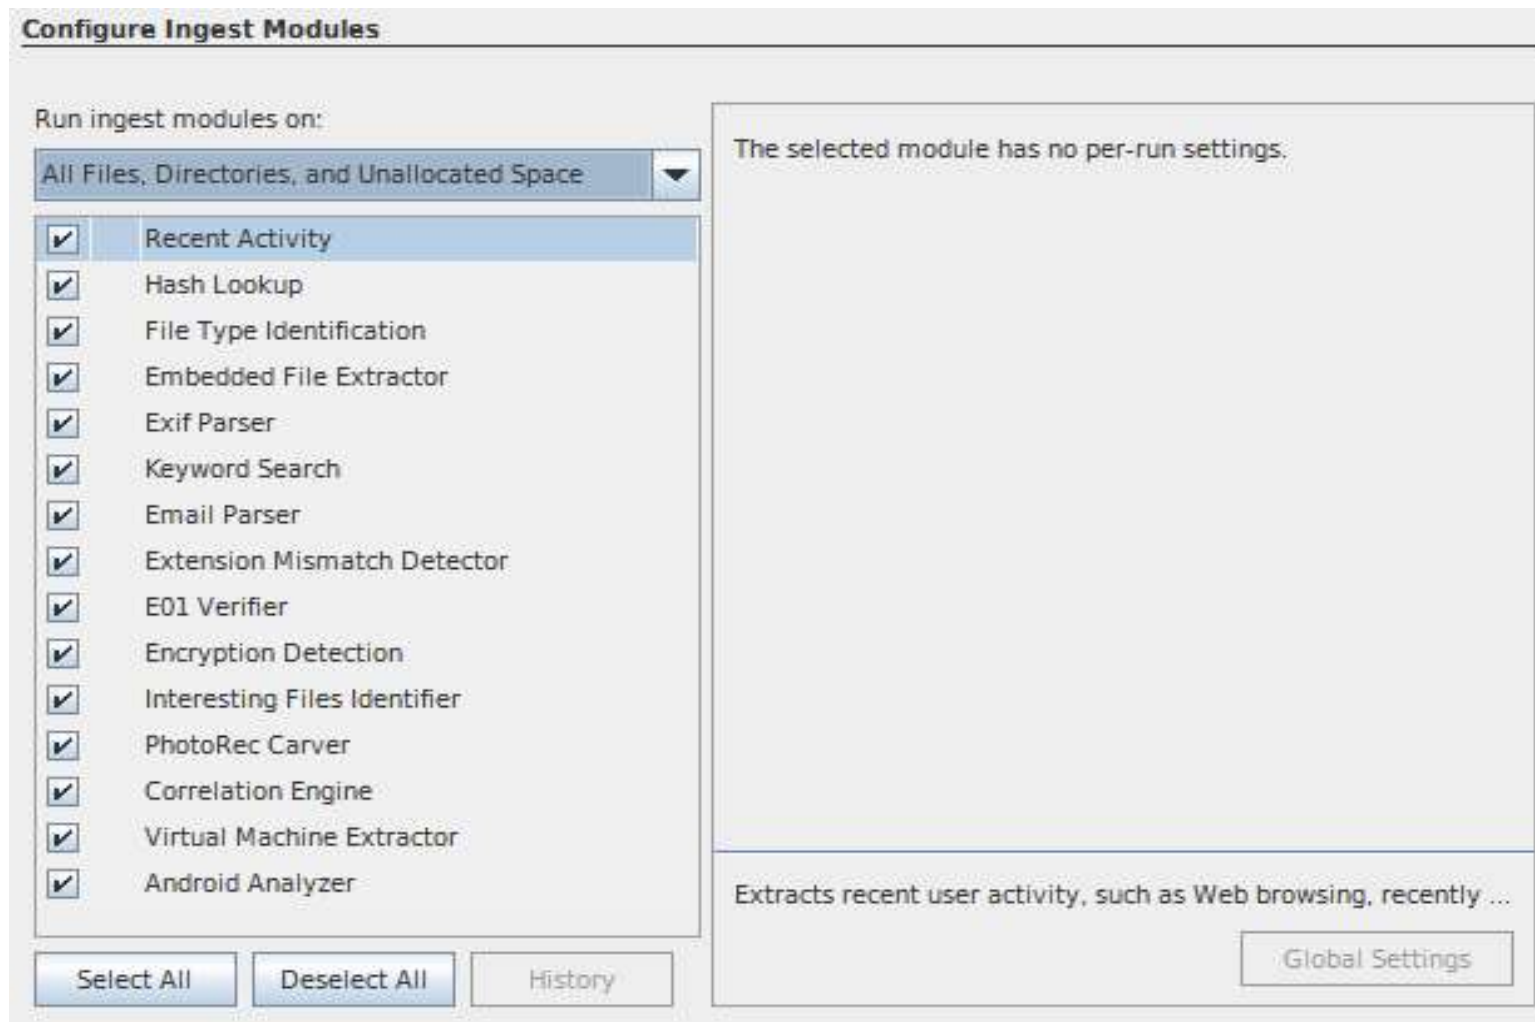 Configure Ingest Modules
Run ingest modules on:
All Files, Directories, and Unallocated Space
Recent Activity
Hash Lookup
File Type Identification
Embedded File Extractor
Exif Parser
Keyword Search
Email Parser
Extension Mismatch Detector
E01 Verifier
Encryption Detection
Interesting Files Identifier
PhotoRec Carver
Correlation Engine
Virtual Machine Extractor
Android Analyzer
Select All
Deselect All
History
The selected module has no per-run settings.
Extracts recent user activity, such as Web browsing, recently ...
Global Settings